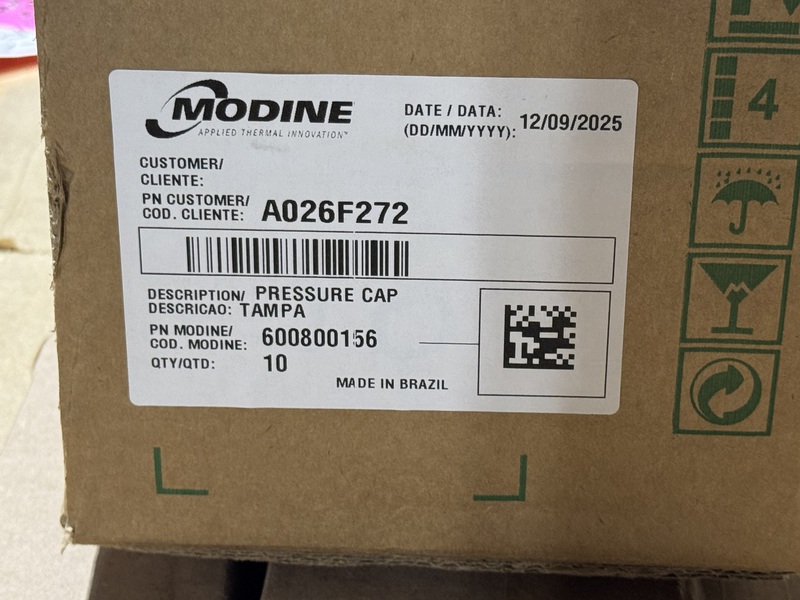 MODINE
APPLIED THERMAL INNOVATION™
DATE / DATA:
(DD/MM/YYYY): 12/09/2025
CUSTOMER/
CLIENTE:
PN CUSTOMER/
COD. CLIENTE: A026F272
DESCRIPTION/ PRESSURE CAP
DESCRICAO: TAMPA
PN MODINE/
COD. MODINE: 600800156
QTY/QTD: 10
MADE IN BRAZIL
4